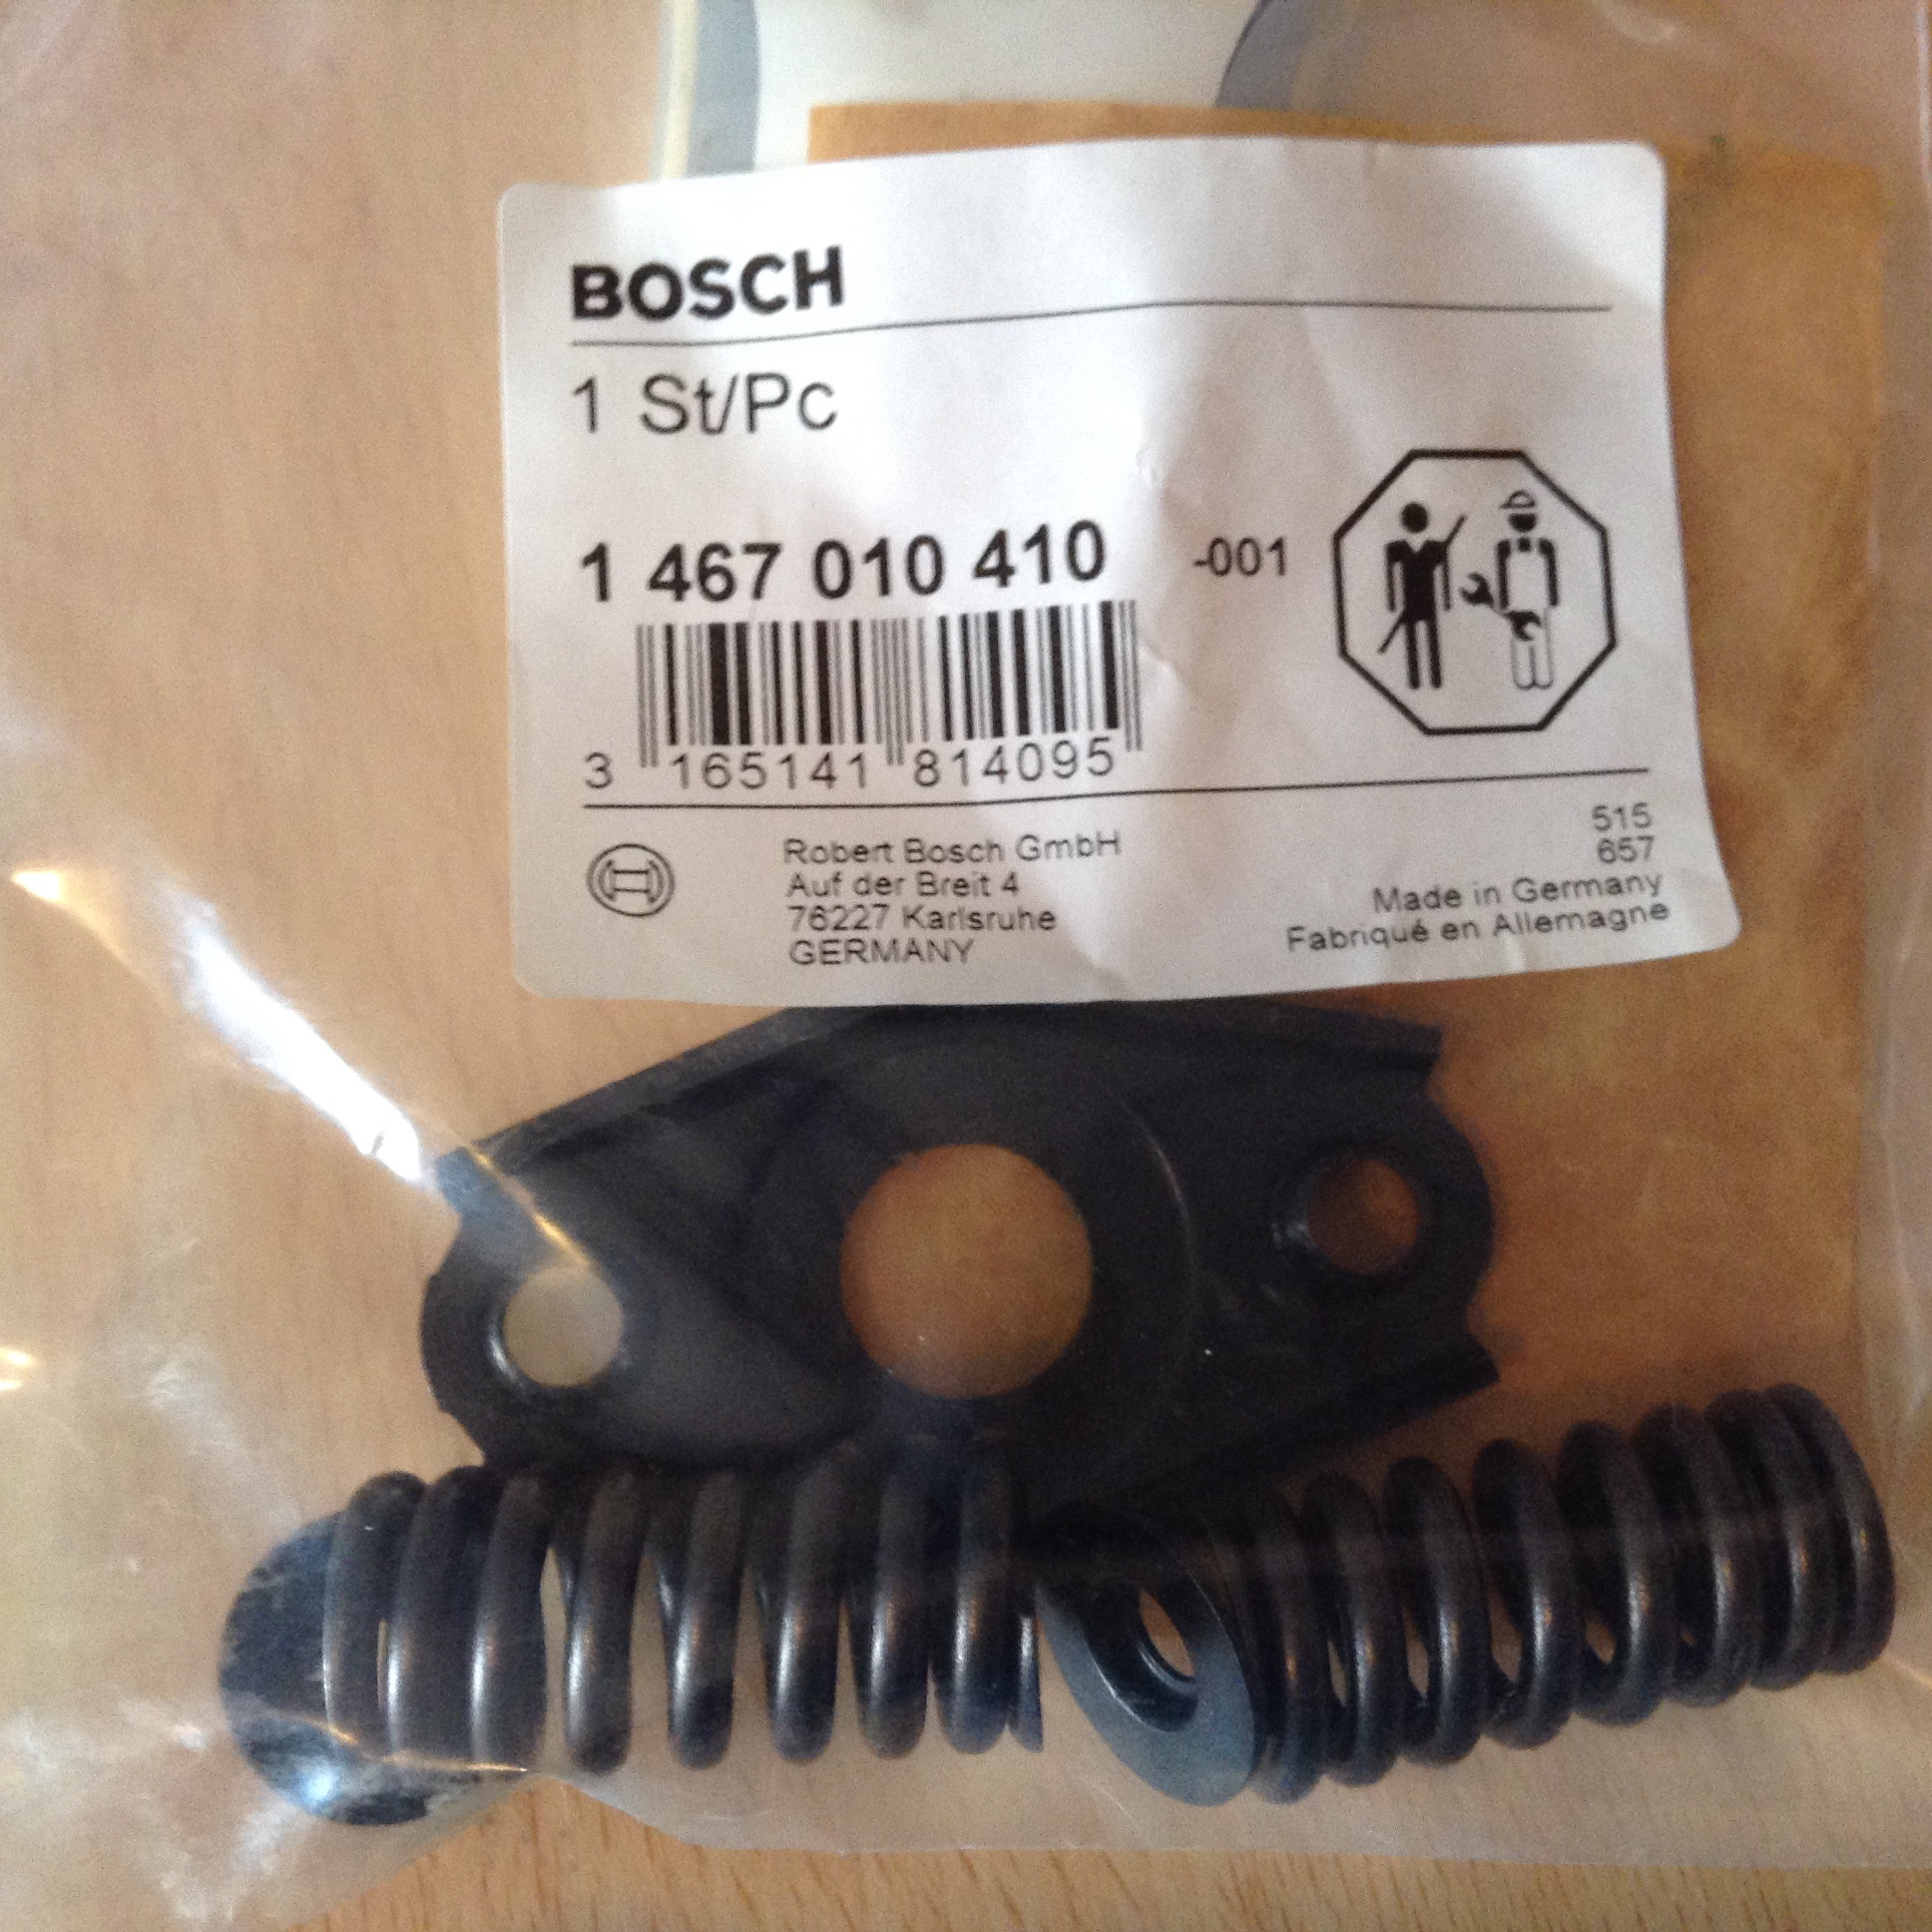 BOSCH
1 St/Pc
1 467 010 410 -001
3 165141 814095
Robert Bosch GmbH
Auf der Breit 4
76227 Karlsruhe
GERMANY
515
657
Made in Germany
Fabriqué en Allemagne